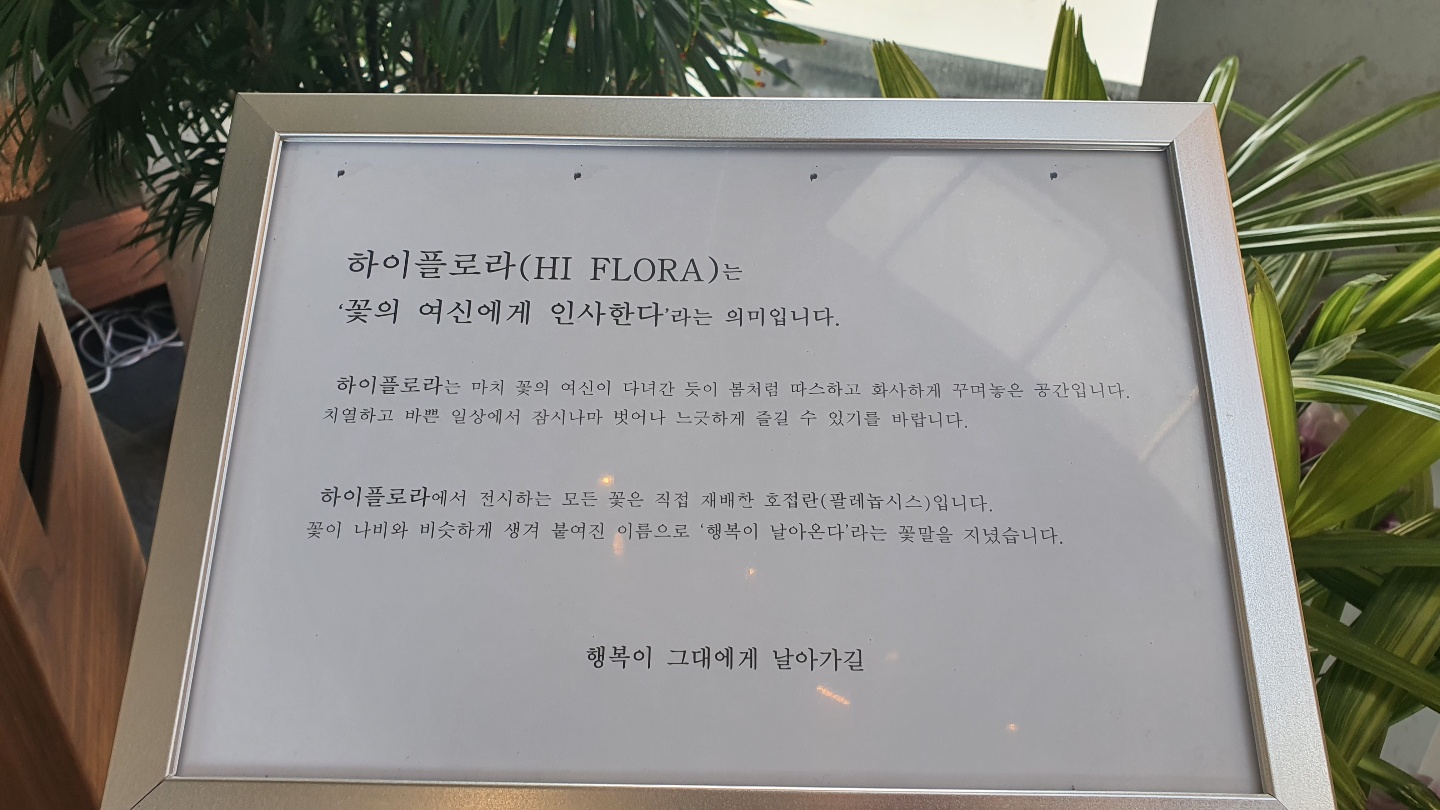 하이플로라(HI FLORA)는
‘꽃의 여신에게 인사한다’라는 의미입니다.
하이플로라는 마치 꽃의 여신이 다녀간 듯이 봄처럼 따스하고 화사하게 꾸며놓은 공간입니다.
치열하고 바쁜 일상에서 잠시나마 벗어나 느긋하게 즐길 수 있기를 바랍니다.
하이플로라에서 전시하는 모든 꽃은 직접 재배한 호접란(팔레놉시스)입니다.
꽃이 나비와 비슷하게 생겨 붙여진 이름으로 ‘행복이 날아온다’라는 꽃말을 지녔습니다.
행복이 그대에게 날아가길